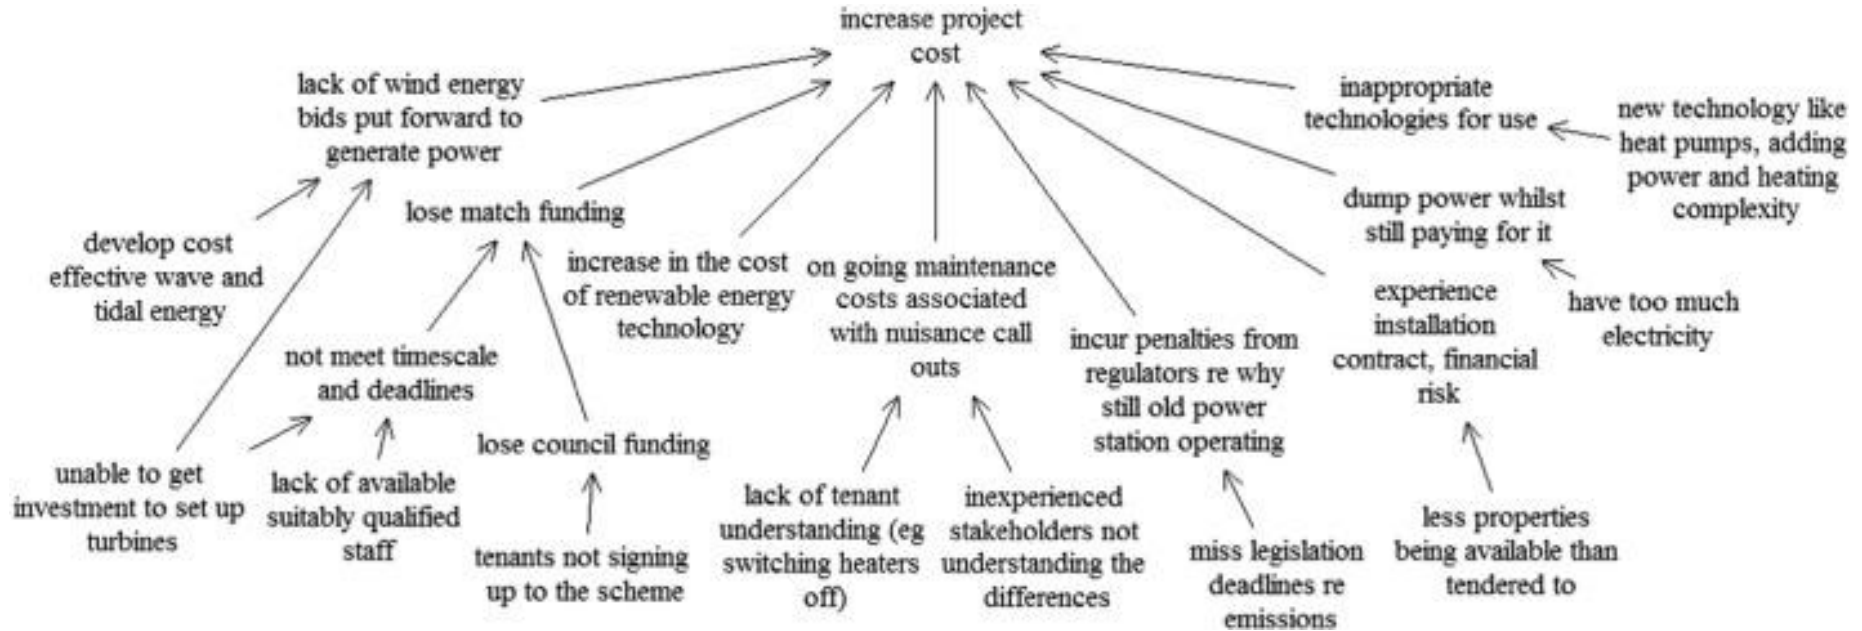 increase project
cost
lack of wind energy
bids put forward to
generate power
inappropriate
technologies for use
new technology like
heat pumps, adding
power and heating
complexity
lose match funding
dump power whilst
still paying for it
develop cost
effective wave and
tidal energy
increase in the cost
of renewable energy
technology
on going maintenance
costs associated
with nuisance call
outs
experience
installation
contract, financial
risk
have too much
electricity
not meet timescale
and deadlines
incur penalties from
regulators re why
still old power
station operating
lose council funding
unable to get
investment to set up
turbines
lack of available
suitably qualified
staff
tenants not signing
up to the scheme
lack of tenant
understanding (eg
switching heaters
off)
inexperienced
stakeholders not
understanding the
differences
miss legislation
deadlines re
emissions
less properties
being available than
tendered to